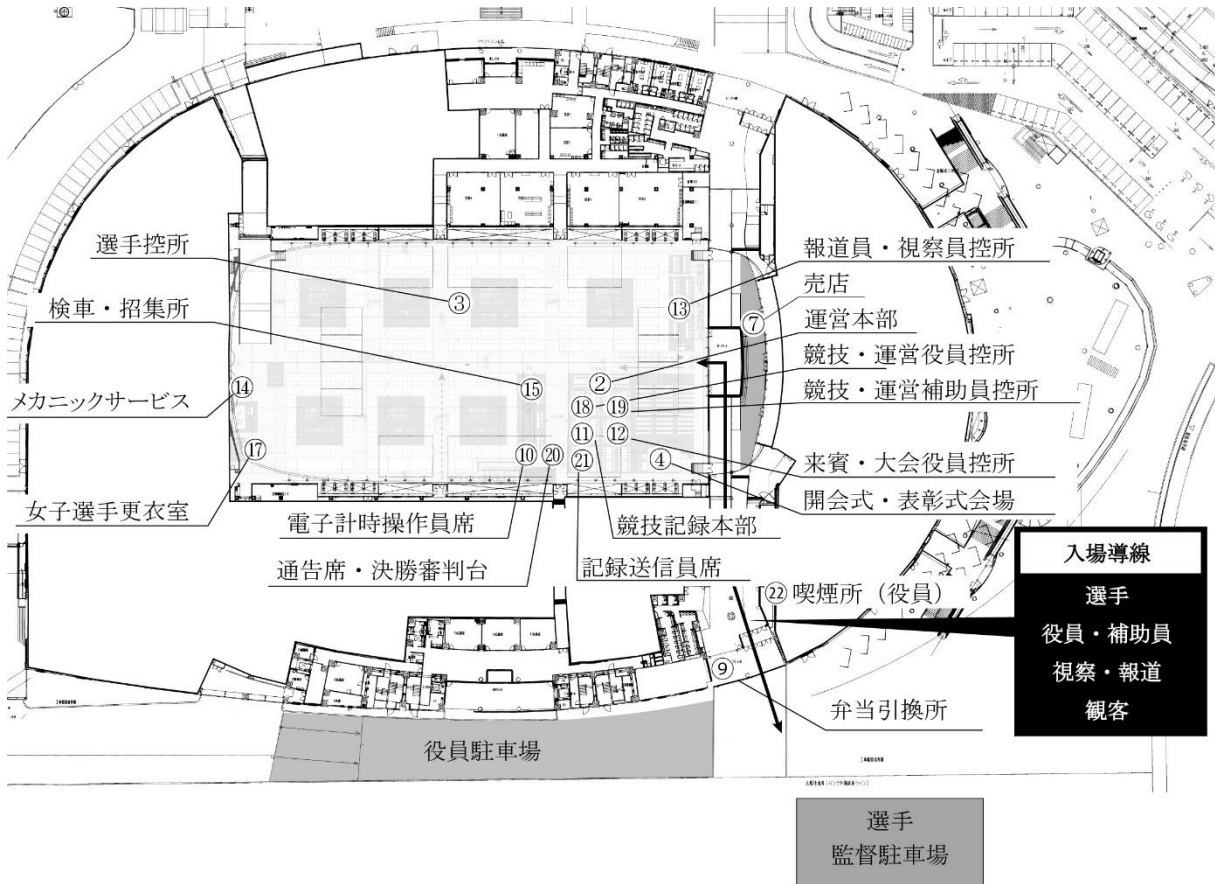 選手控所
検車・招集所
メカニックサービス
女子選手更衣室
③
⑬
⑦
⑭
⑮
②
⑱
⑲
⑪
⑫
⑰
⑩
⑳
㉑
④
報道員・視察員控所
売店
運営本部
競技・運営役員控所
競技・運営補助員控所
来賓・大会役員控所
開会式・表彰式会場
電子計時操作員席
競技記録本部
通告席・決勝審判台
記録送信員席
㉒喫煙所（役員）
⑨
弁当引換所
入場導線
選手
役員・補助員
視察・報道
観客
役員駐車場
選手
監督駐車場